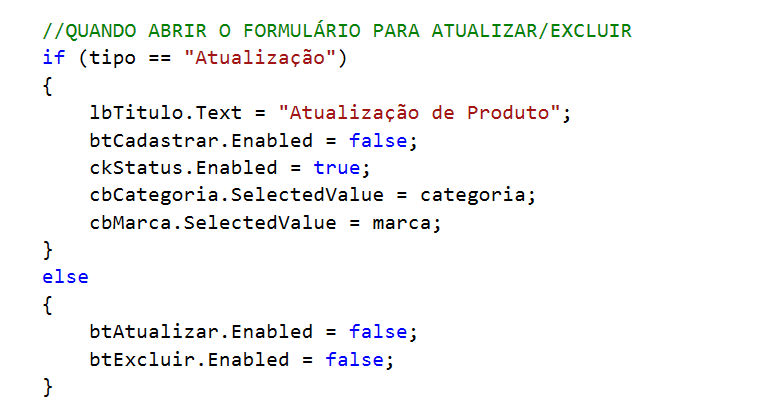 //QUANDO ABRIR O FORMULÁRIO PARA ATUALIZAR/EXCLUIR
if (tipo == "Atualização")
{
    lbTitulo.Text = "Atualização de Produto";
    btCadastrar.Enabled = false;
    ckStatus.Enabled = true;
    cbCategoria.SelectedValue = categoria;
    cbMarca.SelectedValue = marca;
}
else
{
    btAtualizar.Enabled = false;
    btExcluir.Enabled = false;
}